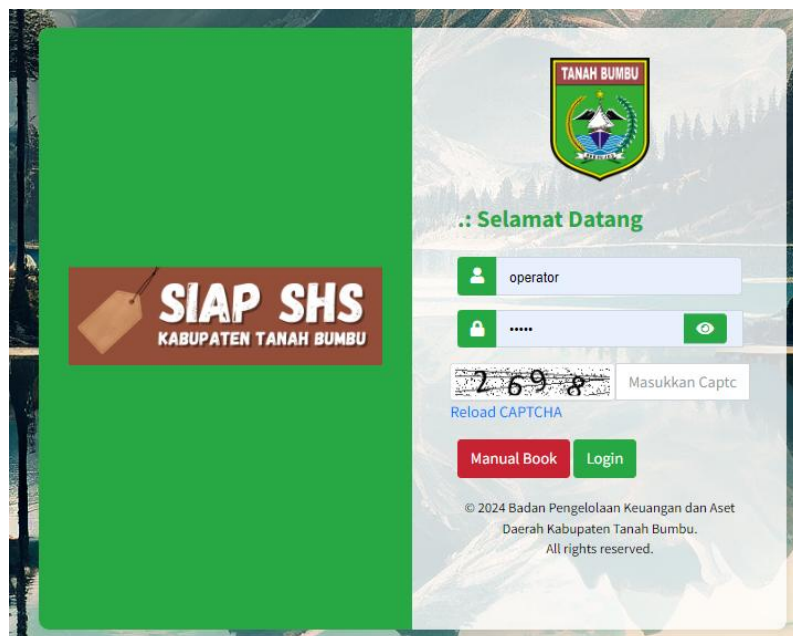 TANAH BUMBU
.: Selamat Datang
SIAP SHS
KABUPATEN TANAH BUMBU
operator
•••••
2698
Masukkan Captc
Reload CAPTCHA
Manual Book
Login
© 2024 Badan Pengelolaan Keuangan dan Aset
Daerah Kabupaten Tanah Bumbu.
All rights reserved.